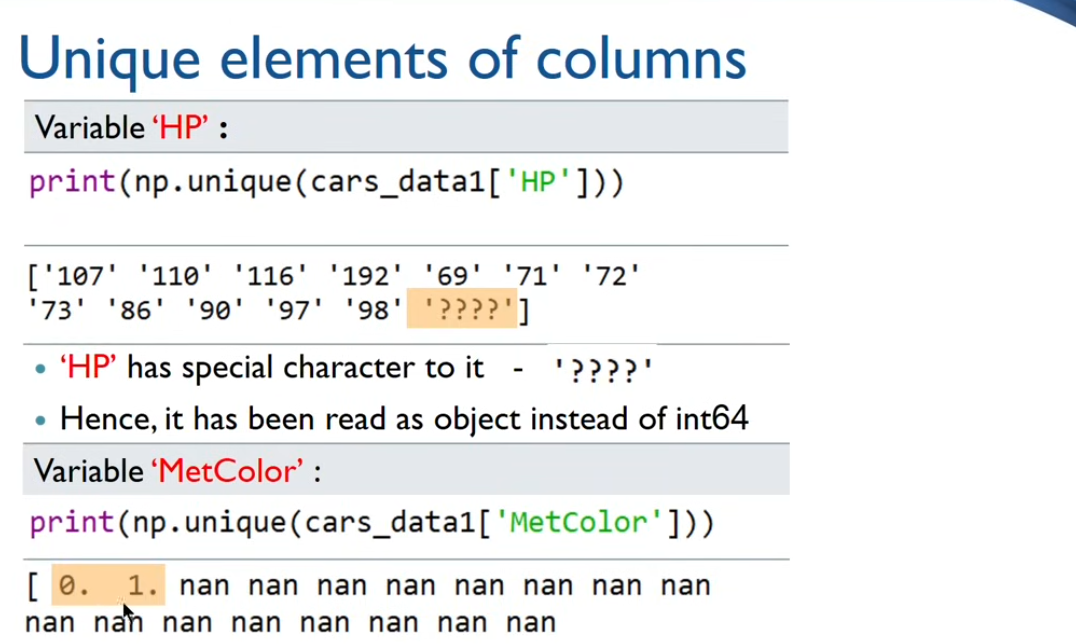 Unique elements of columns
Variable ‘HP’ :
print(np.unique(cars_data1['HP']))
['107' '110' '116' '192' '69' '71' '72'
'73' '86' '90' '97' '98' '????']
• ‘HP’ has special character to it - '????'
• Hence, it has been read as object instead of int64
Variable ‘MetColor’ :
print(np.unique(cars_data1['MetColor']))
[ 0. 1. nan nan nan nan nan nan nan nan
nan nan nan nan nan nan nan nan